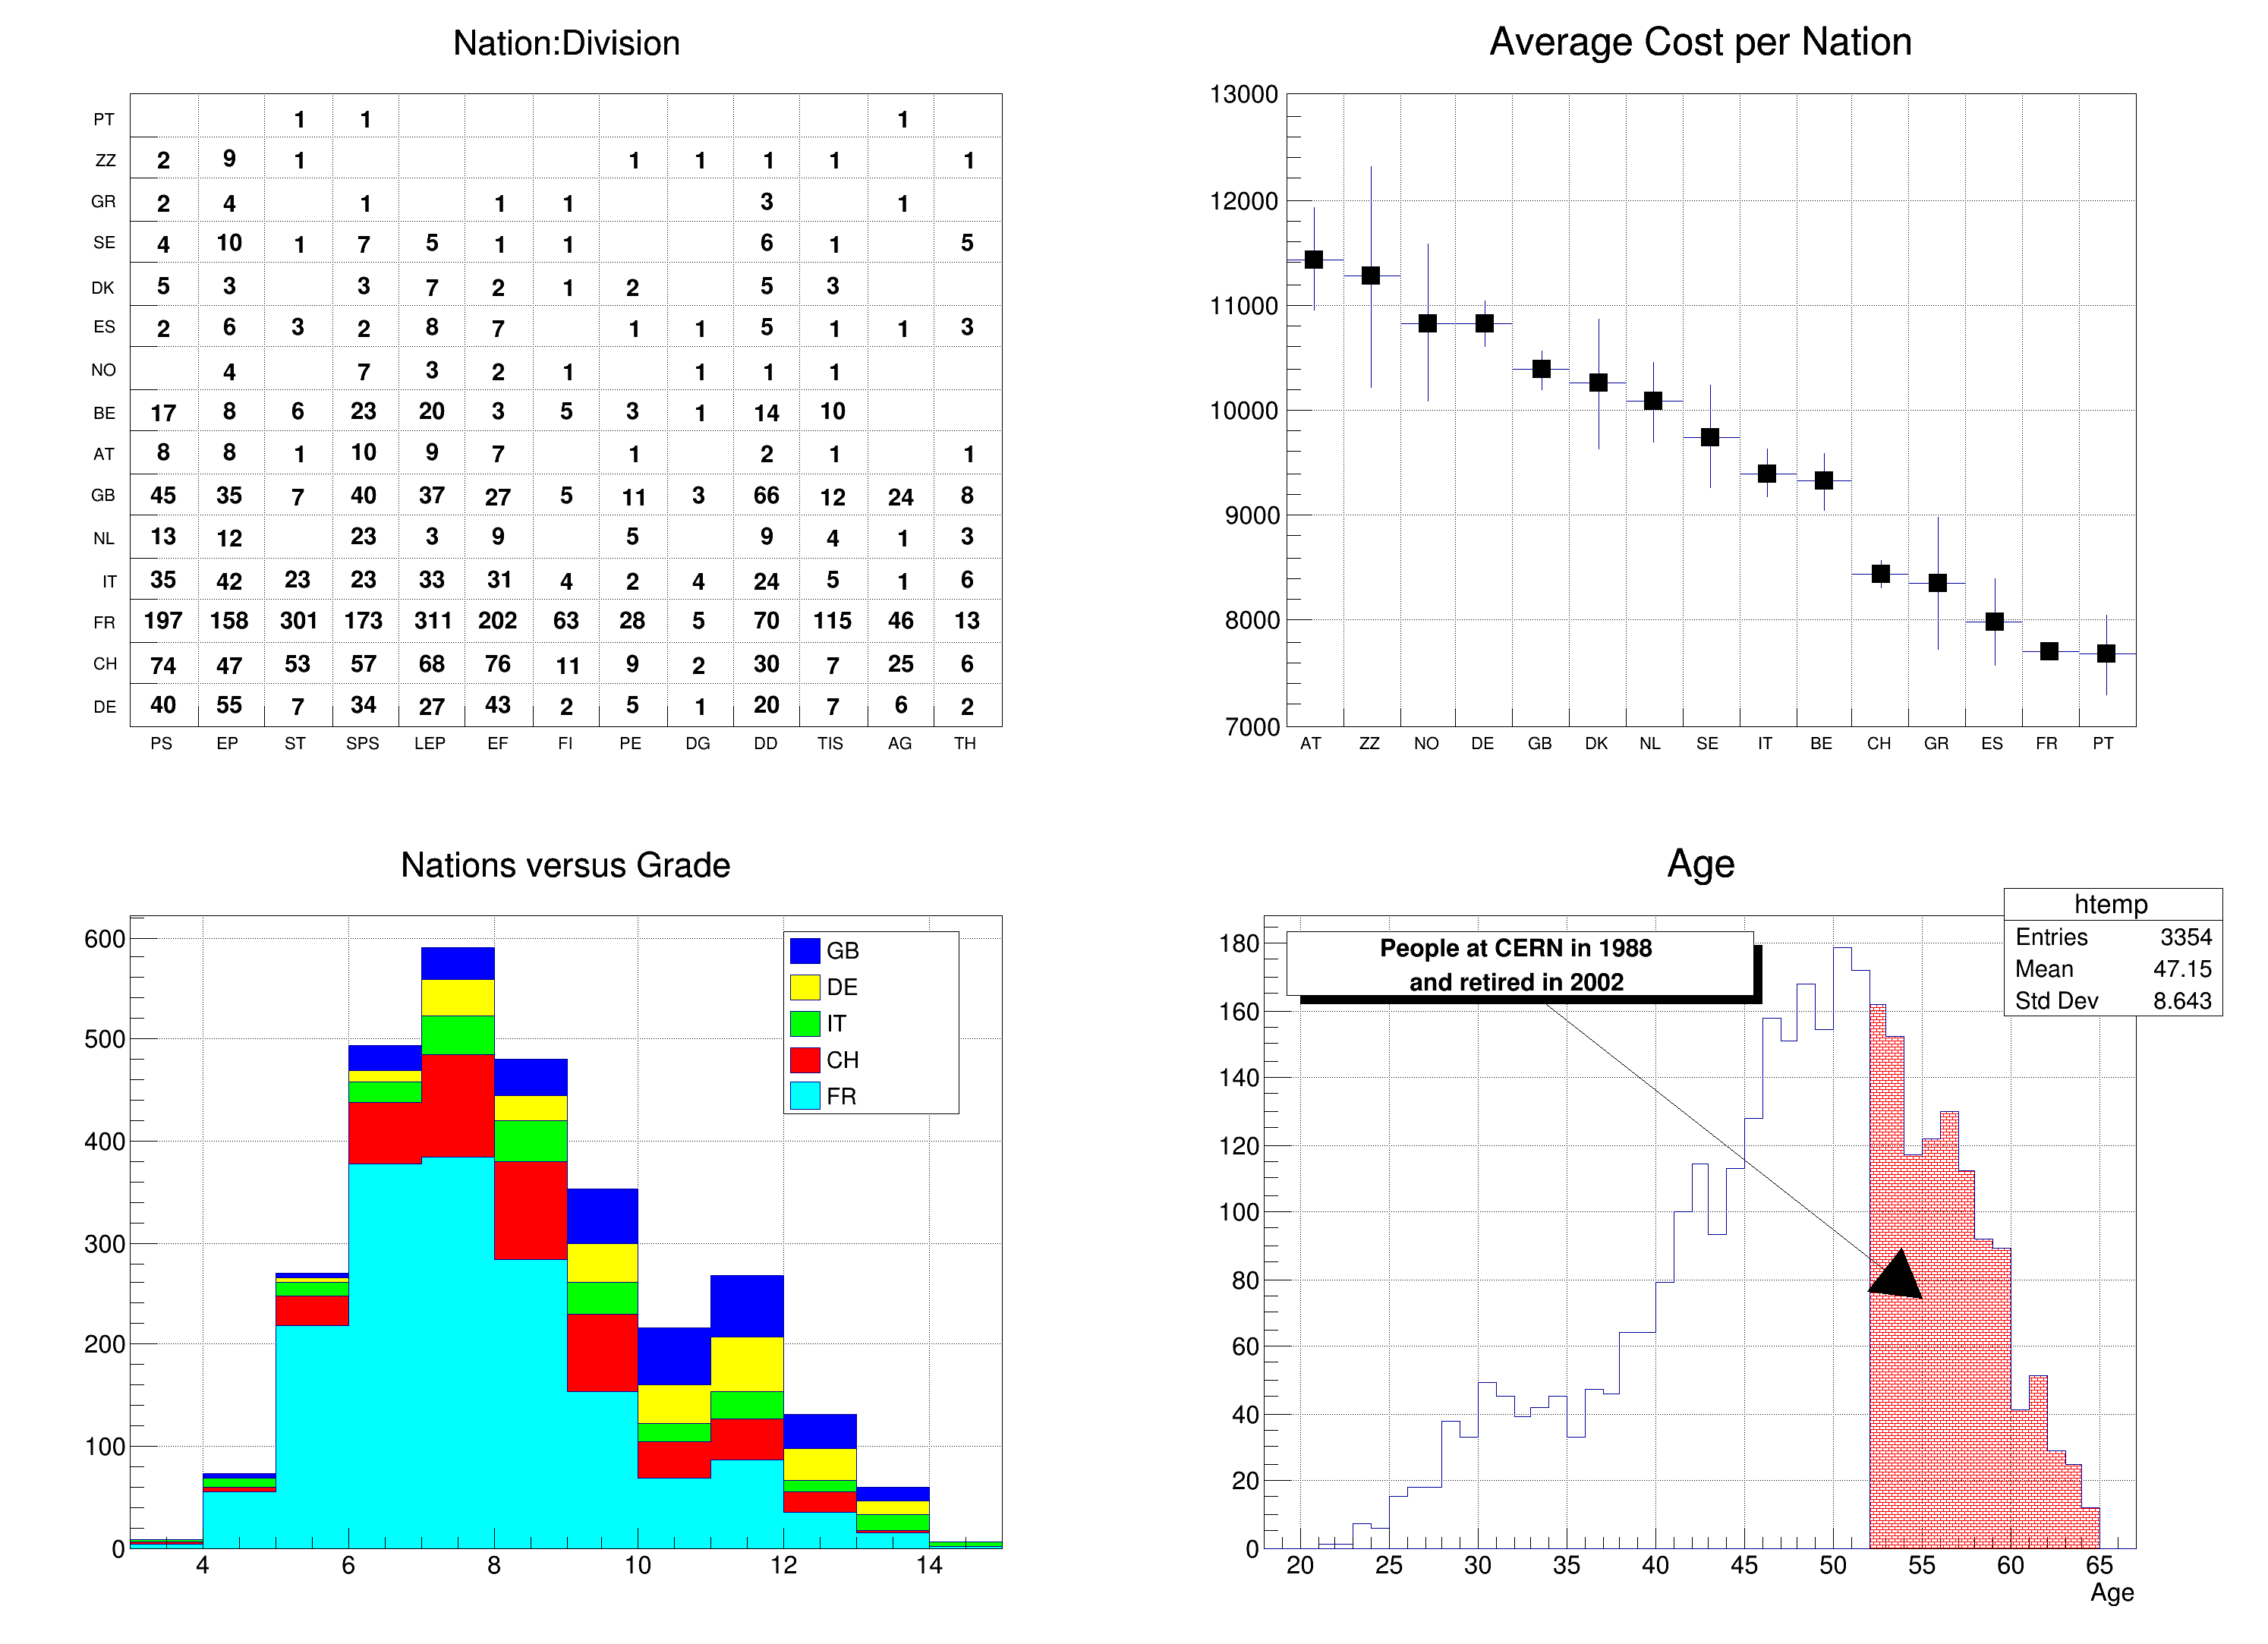 Nation:Division
PT 1 1 1
ZZ 2 9 1 1 1 1 1 1
GR 2 4 1 1 1 3 1
SE 4 10 1 7 5 1 1 6 1 5
DK 5 3 3 7 2 1 2 5 3
ES 2 6 3 2 8 7 1 1 5 1 1 3
NO 4 7 3 2 1 1 1 1
BE 17 8 6 23 20 3 5 3 1 14 10
AT 8 8 1 10 9 7 1 2 1 1
GB 45 35 7 40 37 27 5 11 3 66 12 24 8
NL 13 12 23 3 9 5 9 4 1 3
IT 35 42 23 23 33 31 4 2 4 24 5 1 6
FR 197 158 301 173 311 202 63 28 5 70 115 46 13
CH 74 47 53 57 68 76 11 9 2 30 7 25 6
DE 40 55 7 34 27 43 2 5 1 20 7 6 2
PS EP ST SPS LEP EF FI PE DG DD TIS AG TH
Average Cost per Nation
13000
12000
11000
10000
9000
8000
7000
AT ZZ NO DE GB DK NL SE IT BE CH GR ES FR PT
Nations versus Grade
600
500
400
300
200
100
0
4 6 8 10 12 14
GB
DE
IT
CH
FR
Age
htemp
Entries 3354
Mean 47.15
Std Dev 8.643
People at CERN in 1988
and retired in 2002
180
160
140
120
100
80
60
40
20
0
20 25 30 35 40 45 50 55 60 65
Age